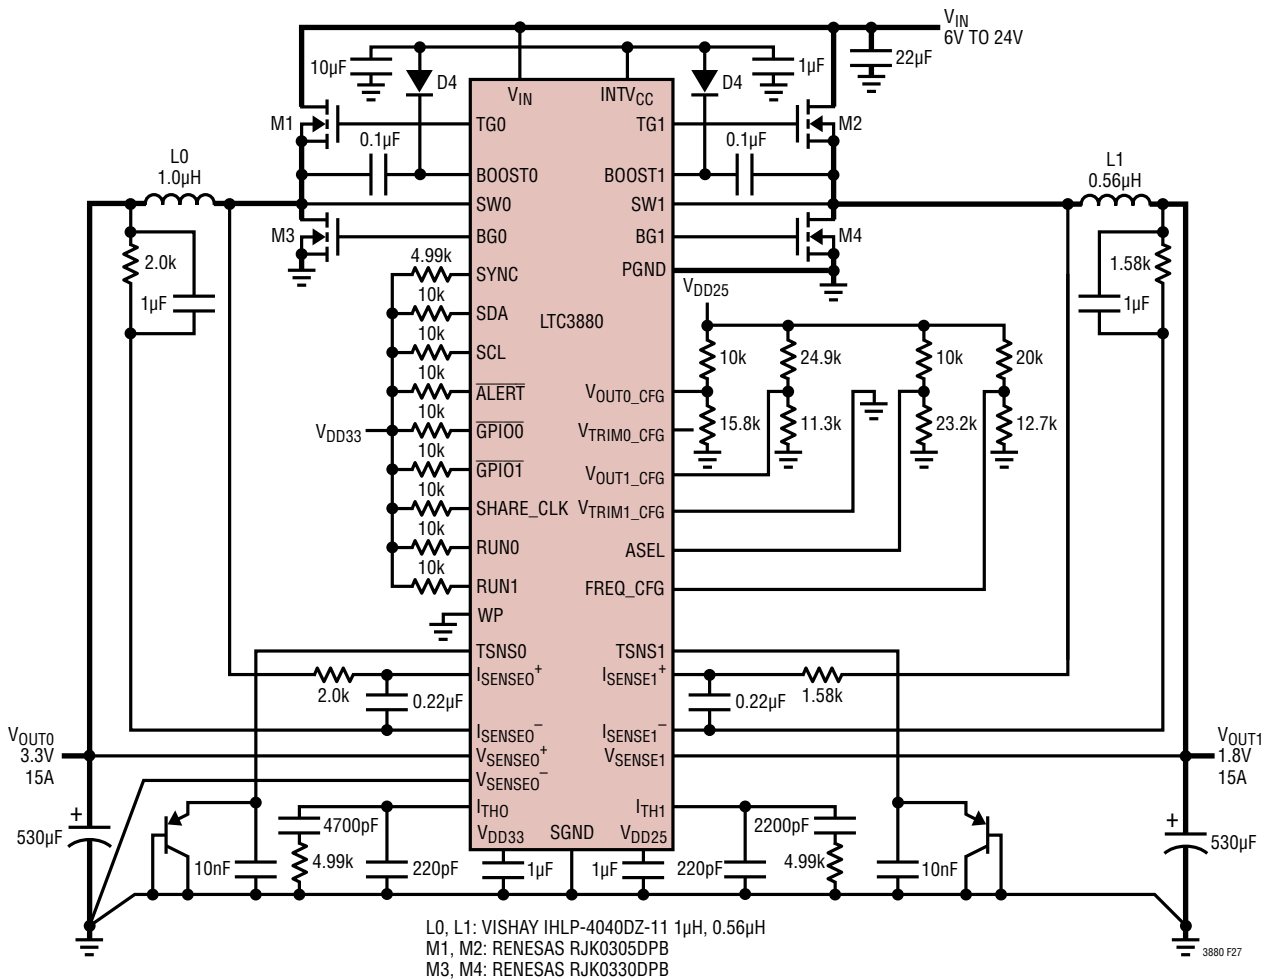 VIN
6V TO 24V
10µF
D4
D4
1µF
22µF
VIN
INTVCC
M1
TG0
TG1
M2
0.1µF
0.1µF
L0
1.0µH
BOOST0
BOOST1
L1
0.56µH
SW0
SW1
M3
BG0
BG1
M4
4.99k
2.0k
SYNC
PGND
1.58k
10k
VDD25
1µF
SDA
LTC3880
1µF
10k
SCL
10k
24.9k
10k
20k
10k
ALERT
VOUT0_CFG
10k
15.8k
11.3k
23.2k
12.7k
VDD33
GPIO0
VTRIM0_CFG
10k
GPIO1
VOUT1_CFG
10k
SHARE_CLK
VTRIM1_CFG
10k
RUN0
ASEL
10k
RUN1
FREQ_CFG
WP
TSNS0
TSNS1
ISENSE0+
ISENSE1+
2.0k
0.22µF
0.22µF
1.58k
ISENSE0−
ISENSE1−
VOUT0
3.3V
15A
VSENSE0+
VSENSE1
VOUT1
1.8V
15A
VSENSE0−
+
ITH0
ITH1
+
530µF
4700pF
VDD33
SGND
VDD25
2200pF
530µF
10nF
4.99k
220pF
1µF
1µF
220pF
4.99k
10nF
L0, L1: VISHAY IHLP-4040DZ-11 1µH, 0.56µH
M1, M2: RENESAS RJK0305DPB
M3, M4: RENESAS RJK0330DPB
3880 F27